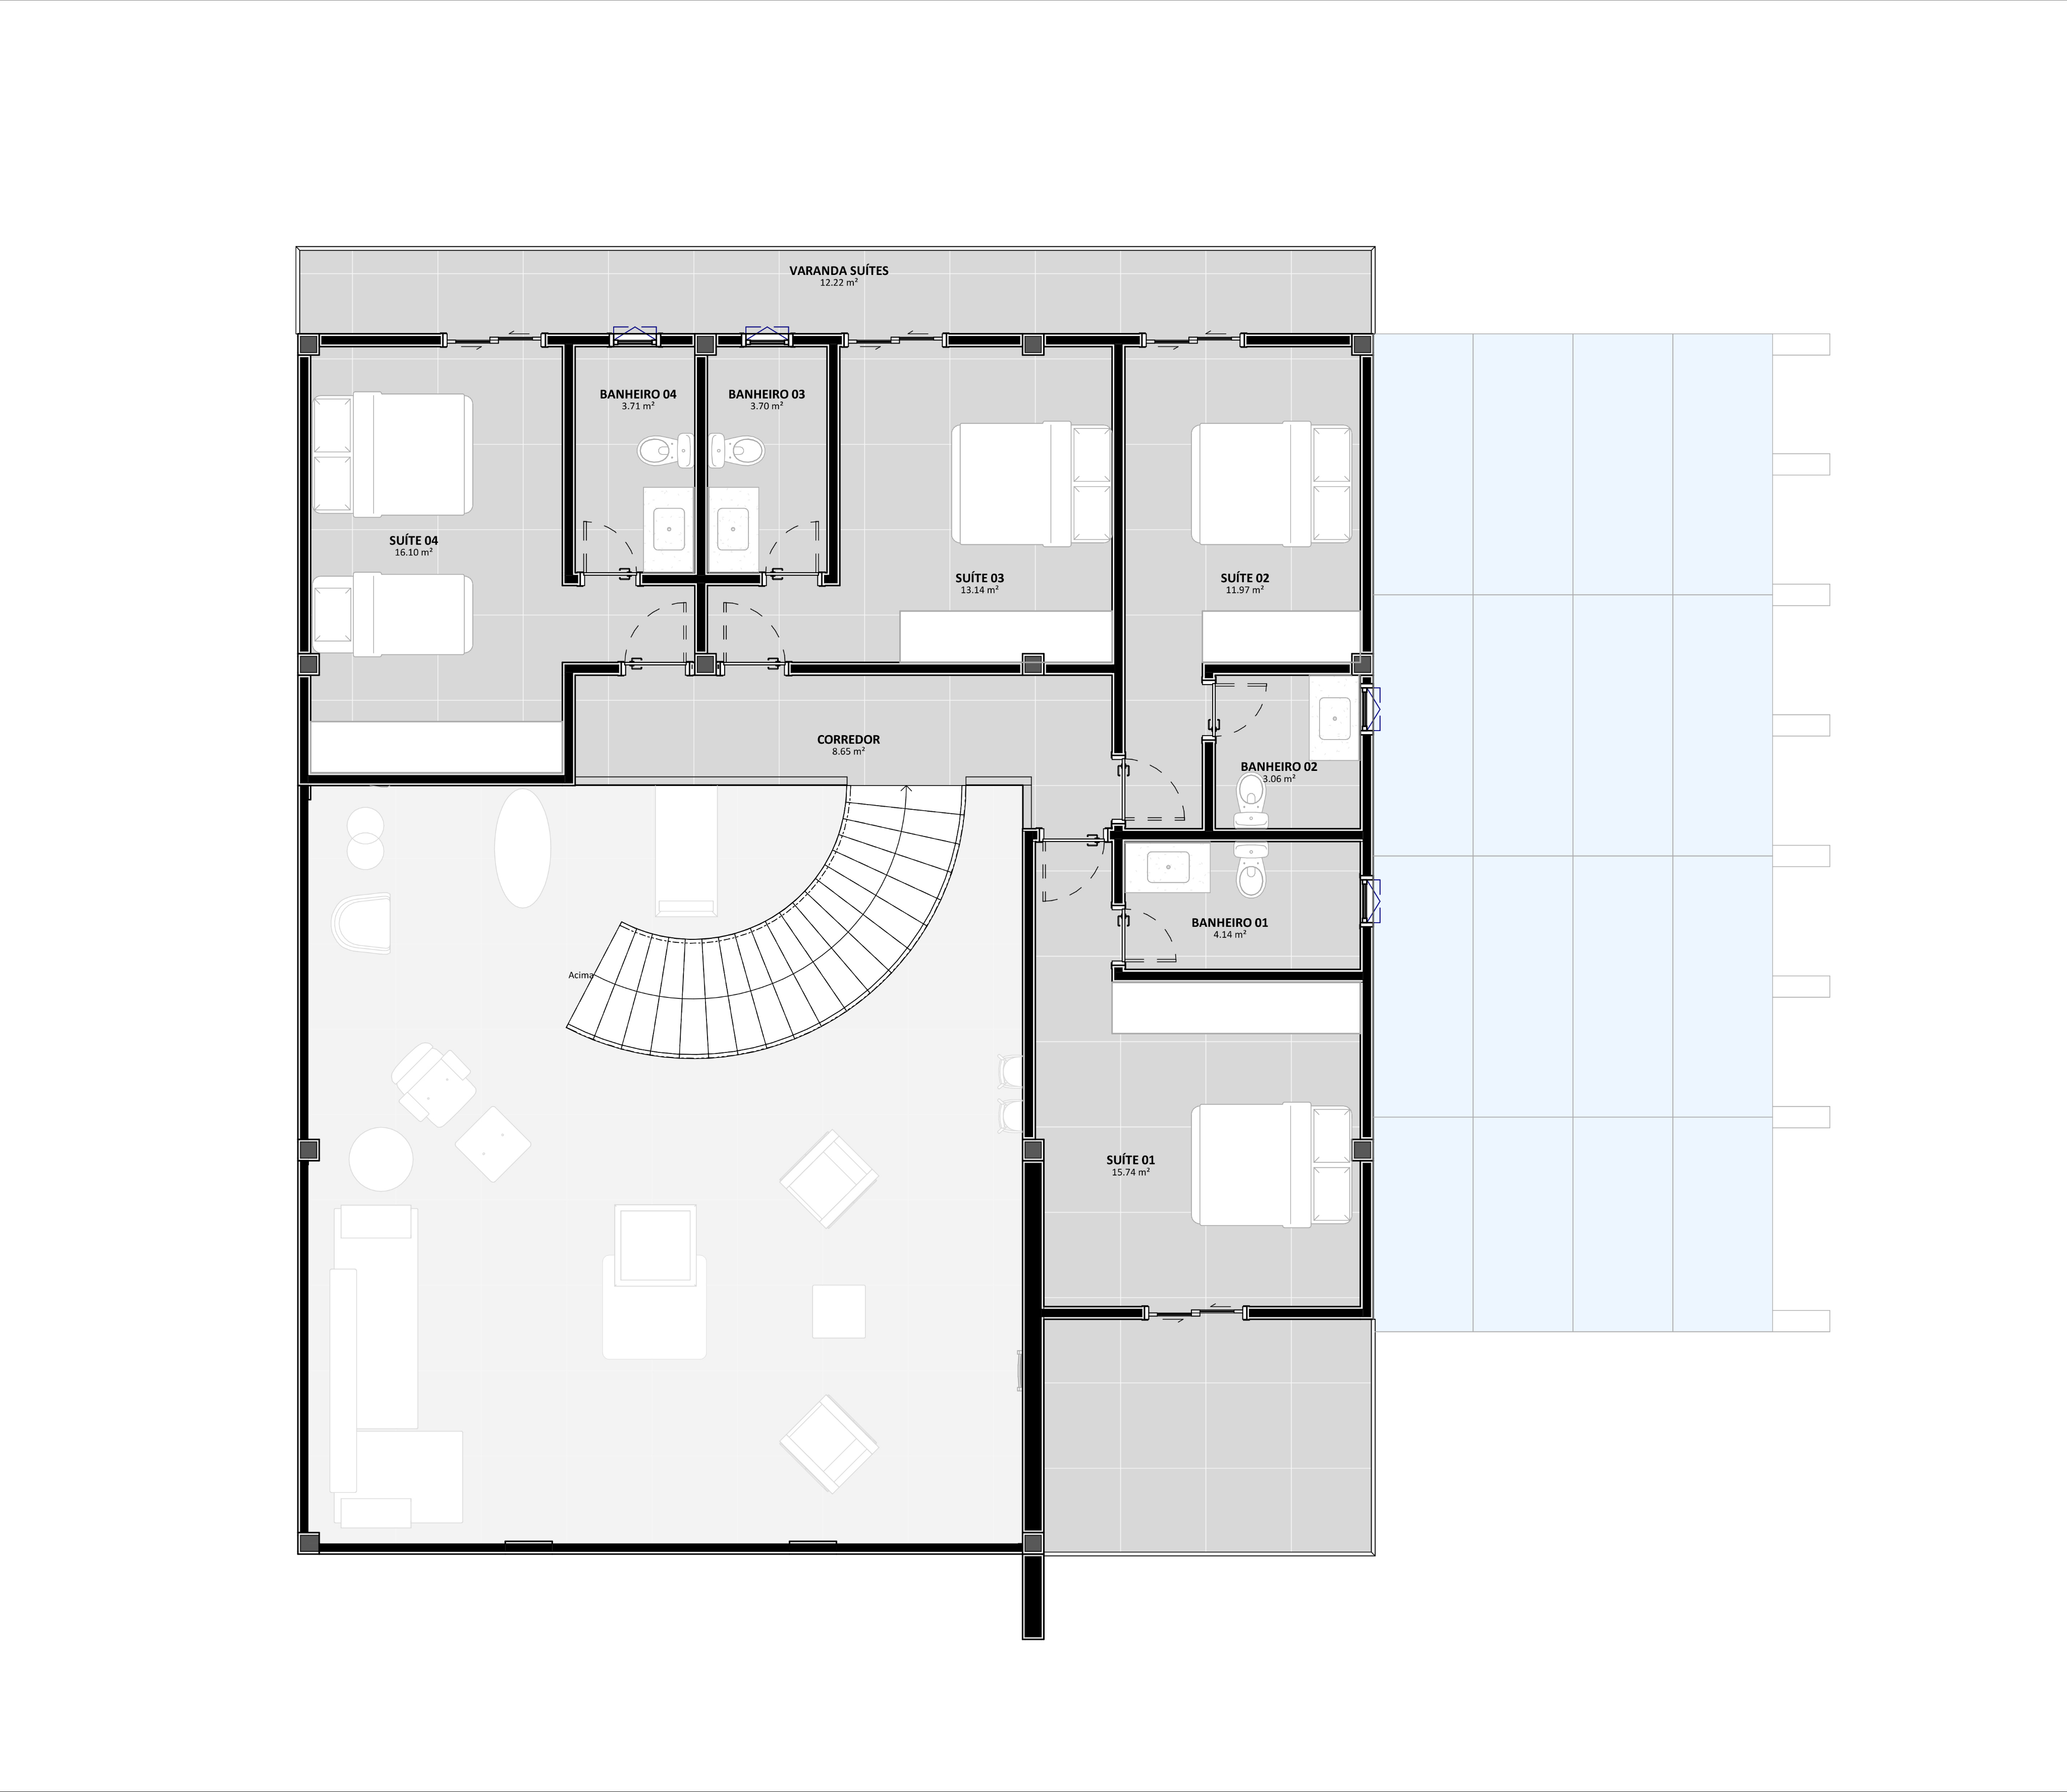 VARANDA SUÍTES
12.22 m²
BANHEIRO 04
3.71 m²
BANHEIRO 03
3.70 m²
SUÍTE 04
16.10 m²
SUÍTE 03
13.14 m²
SUÍTE 02
11.97 m²
CORREDOR
8.65 m²
BANHEIRO 02
3.06 m²
BANHEIRO 01
4.14 m²
Acima
SUÍTE 01
15.74 m²